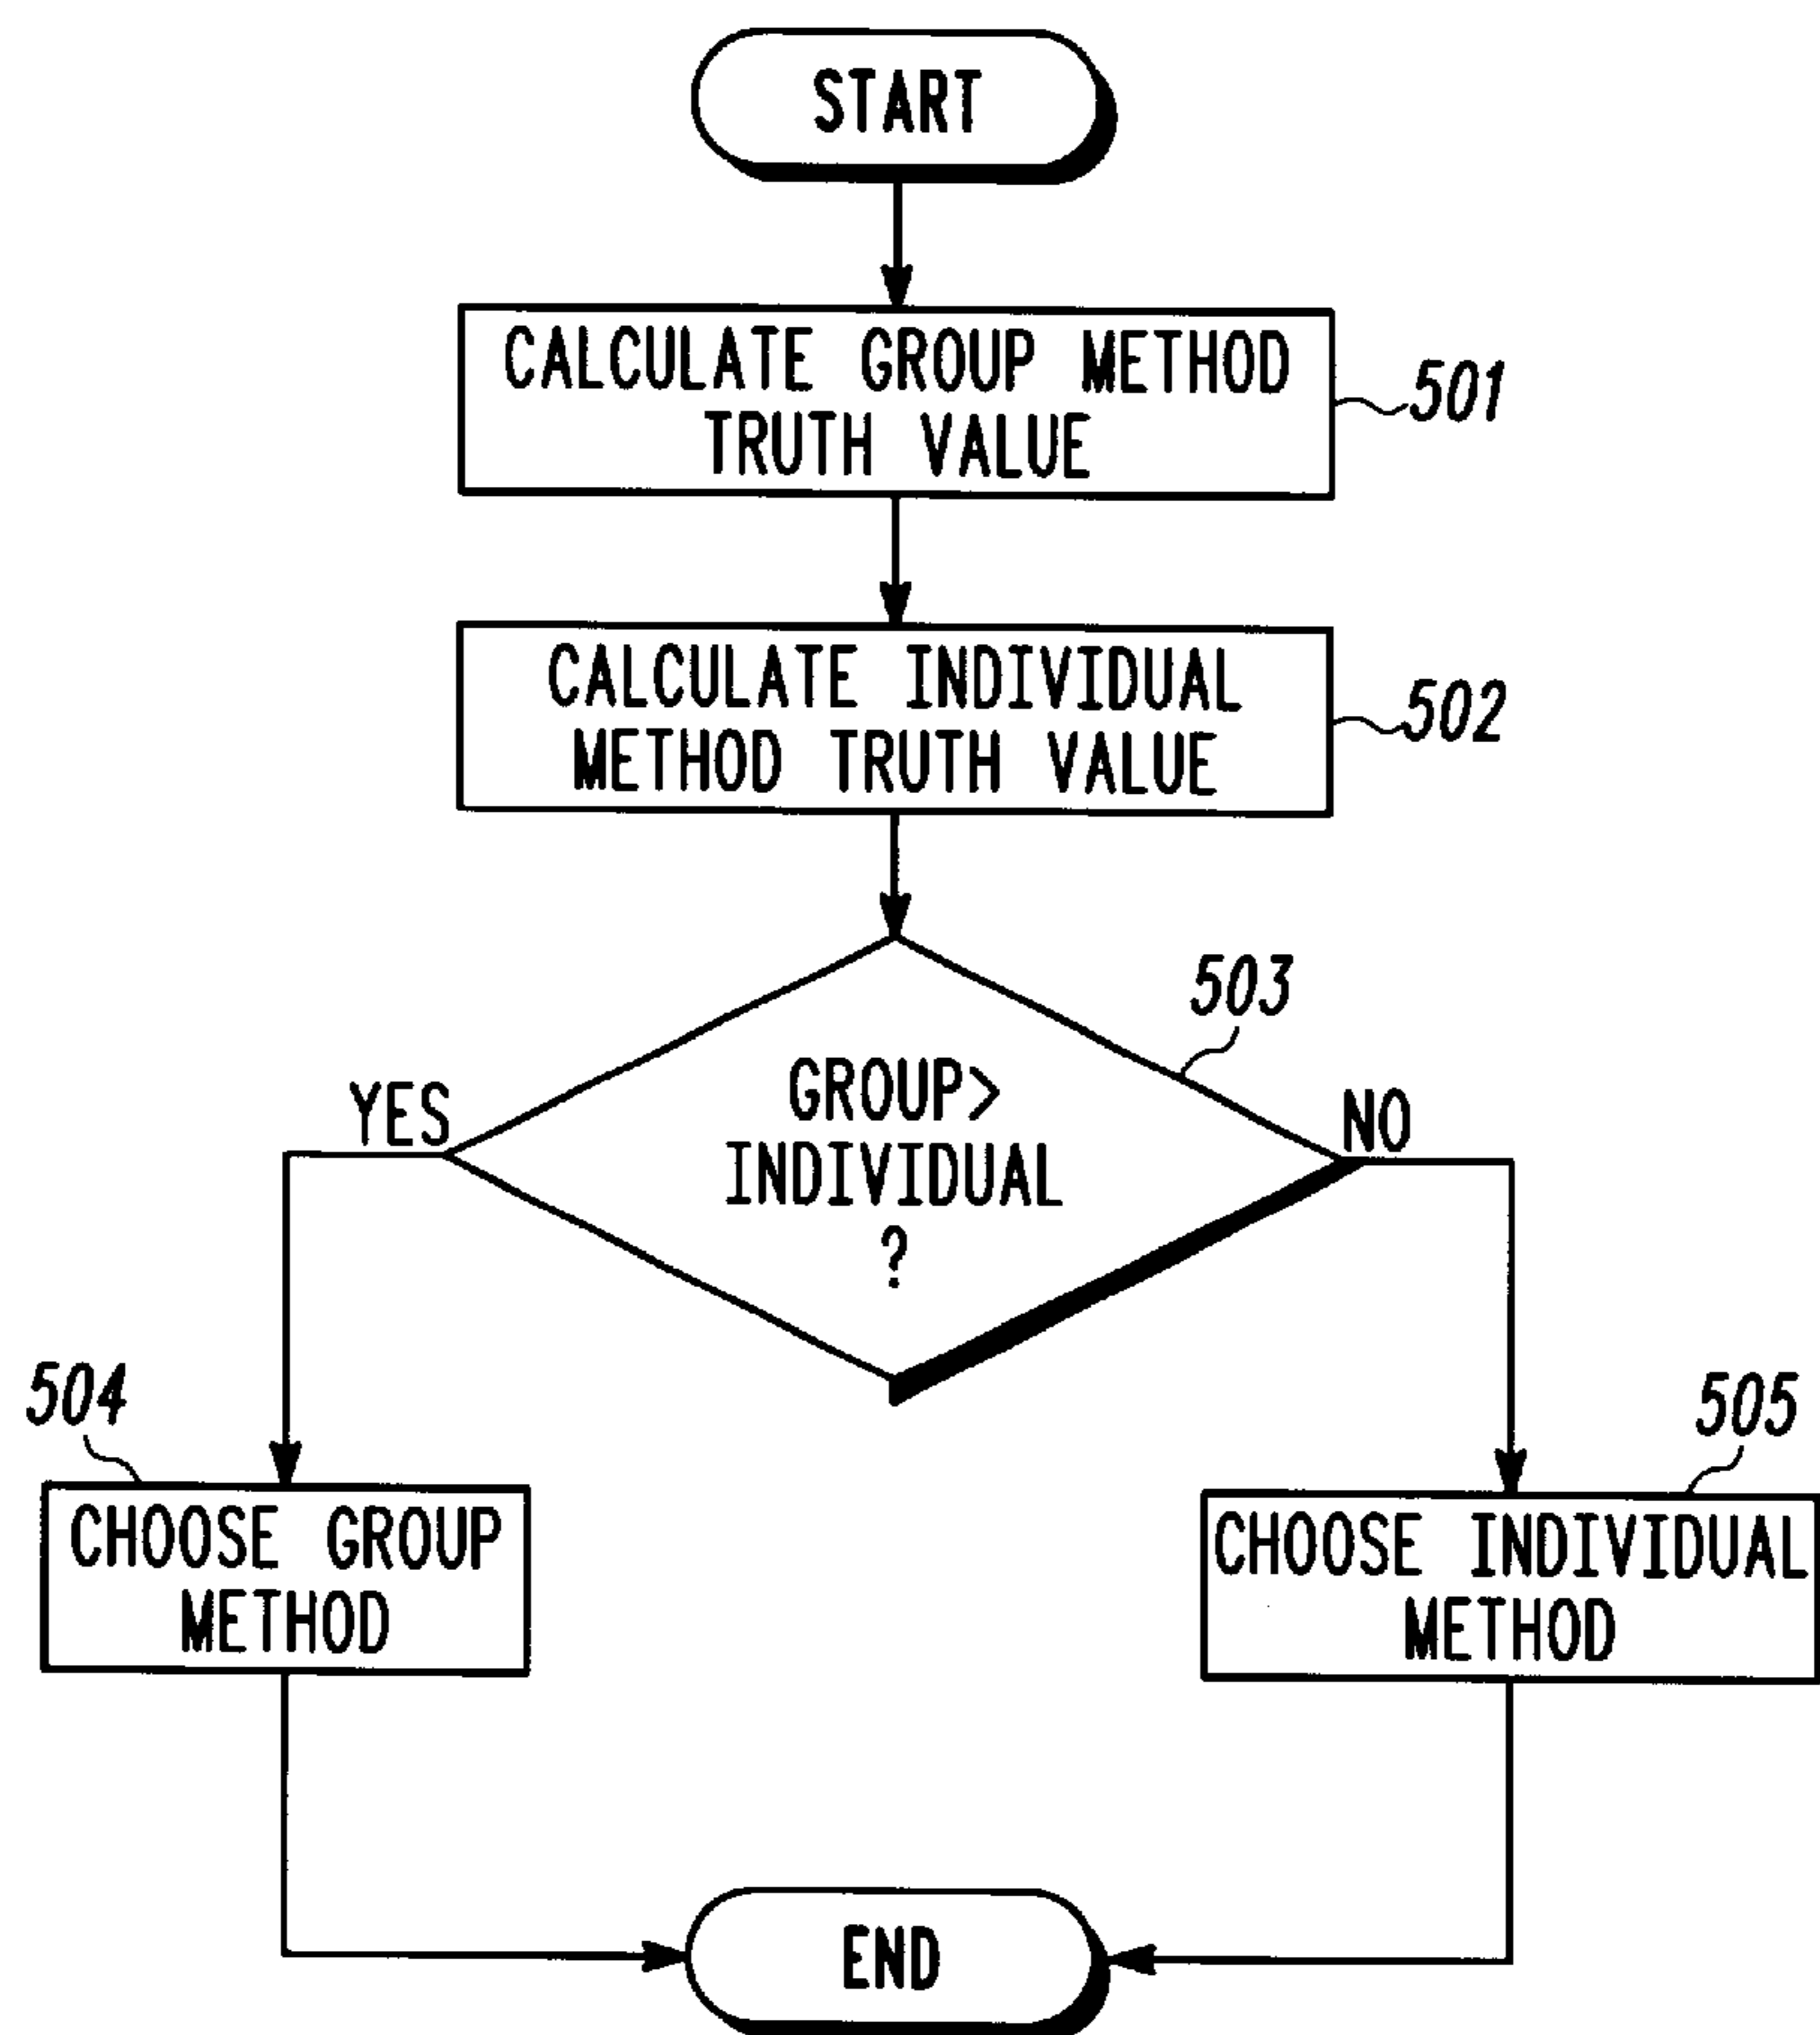 START
CALCULATE GROUP METHOD
TRUTH VALUE
501
CALCULATE INDIVIDUAL
METHOD TRUTH VALUE
502
503
GROUP>
INDIVIDUAL
?
YES
NO
504
CHOOSE GROUP
METHOD
505
CHOOSE INDIVIDUAL
METHOD
END